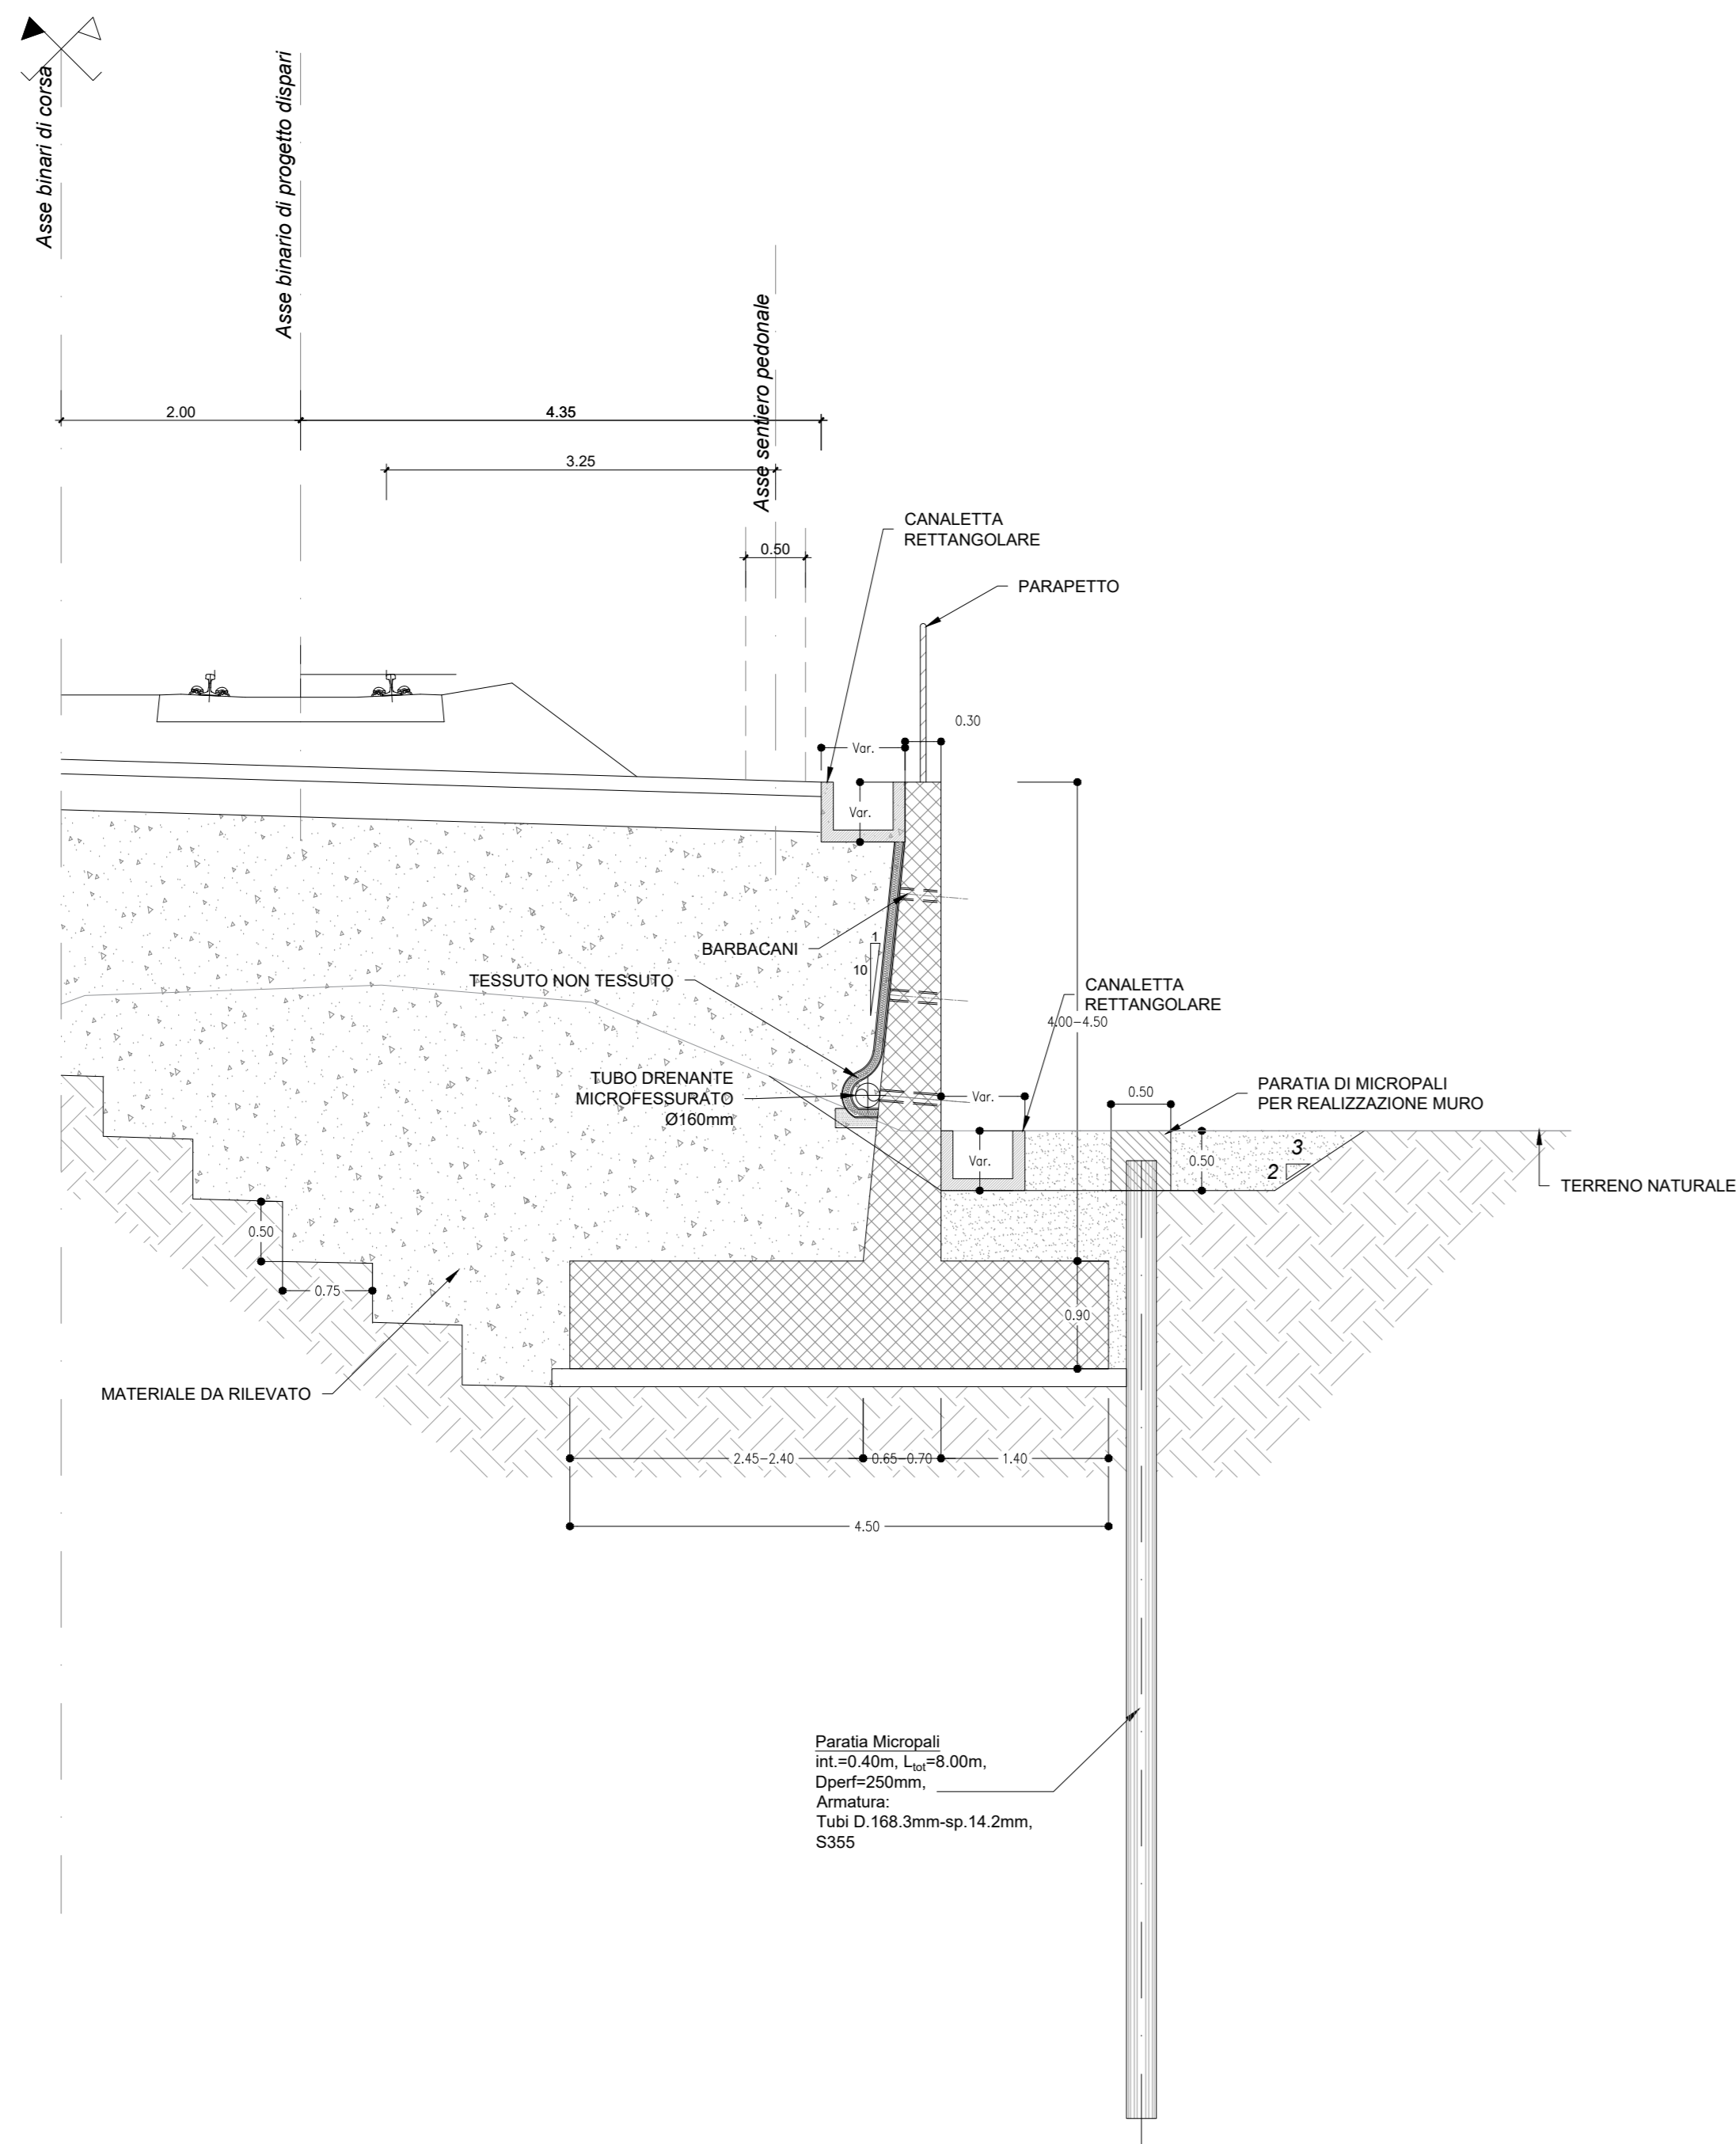 Asse binari di corsa
Asse binario di progetto dispari
Asse sentiero pedonale
2.00
4.35
3.25
0.50
CANALETTA
RETTANGOLARE
PARAPETTO
0.30
Var.
Var.
BARBACANI
1
10
TESSUTO NON TESSUTO
CANALETTA
RETTANGOLARE
4.00-4.50
TUBO DRENANTE
MICROFESSURATO
Ø160mm
Var.
0.50
PARATIA DI MICROPALI
PER REALIZZAZIONE MURO
Var.
0.50
3
2
TERRENO NATURALE
0.50
0.75
0.90
MATERIALE DA RILEVATO
2.45-2.40
0.65-0.70
1.40
4.50
Paratia Micropali
int.=0.40m, Ltot=8.00m,
Dperf=250mm,
Armatura:
Tubi D.168.3mm-sp.14.2mm,
S355